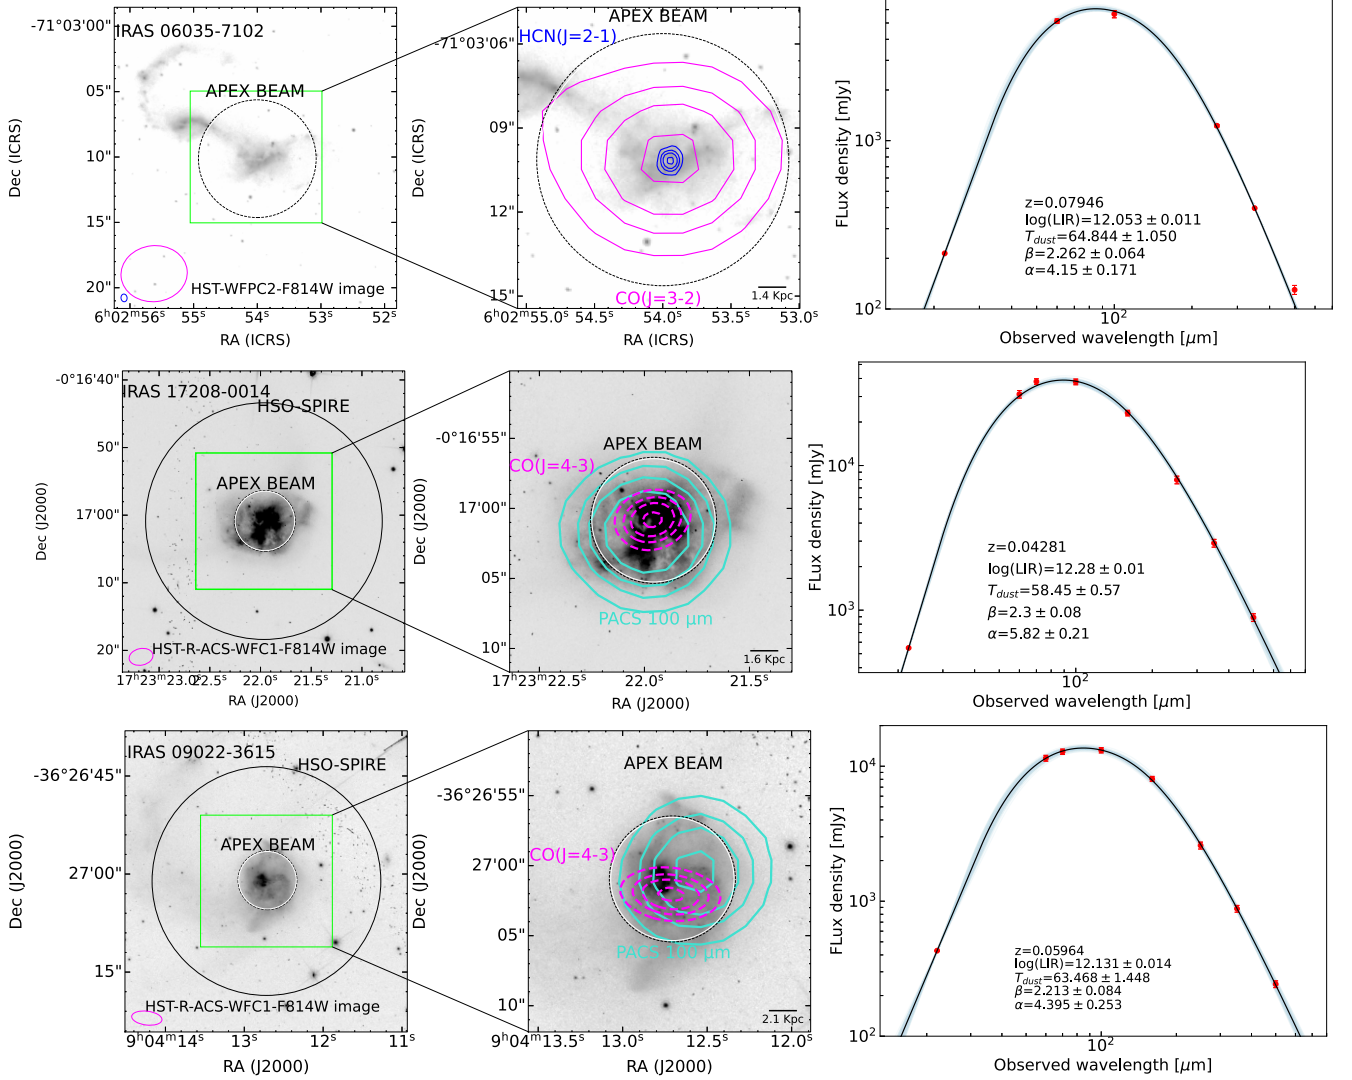 IRAS 06035-7102
APEX BEAM
HST-WFPC2-F814W image
-71°03'00"
05"
10"
15"
20"
6ʰ02ᵐ56ˢ
55ˢ
54ˢ
53ˢ
52ˢ
RA (ICRS)
Dec (ICRS)
APEX BEAM
HCN(J=2-1)
CO(J=3-2)
1.4 Kpc
-71°03'06"
09"
12"
15"
6ʰ02ᵐ55.0ˢ
54.5ˢ
54.0ˢ
53.5ˢ
53.0ˢ
RA (ICRS)
Dec (ICRS)
FLux density [mJy]
10³
10²
z=0.07946
log(LIR)=12.053 ± 0.011
T_dust=64.844 ± 1.050
β=2.262 ± 0.064
α=4.15 ± 0.171
10²
Observed wavelength [μm]
IRAS 17208-0014
HSO-SPIRE
APEX BEAM
HST-R-ACS-WFC1-F814W image
-0°16'40"
50"
17'00"
10"
20"
17ʰ23ᵐ23.0ˢ
22.5ˢ
22.0ˢ
21.5ˢ
21.0ˢ
RA (J2000)
Dec (J2000)
APEX BEAM
CO(J=4-3)
PACS 100 μm
1.6 Kpc
-0°16'55"
17'00"
05"
10"
17ʰ23ᵐ22.5ˢ
22.0ˢ
21.5ˢ
RA (J2000)
Dec (J2000)
FLux density [mJy]
10⁴
10³
z=0.04281
log(LIR)=12.28 ± 0.01
T_dust=58.45 ± 0.57
β=2.3 ± 0.08
α=5.82 ± 0.21
10²
Observed wavelength [μm]
IRAS 09022-3615
HSO-SPIRE
APEX BEAM
HST-R-ACS-WFC1-F814W image
-36°26'45"
27'00"
15"
9ʰ04ᵐ14ˢ
13ˢ
12ˢ
11ˢ
RA (J2000)
Dec (J2000)
APEX BEAM
CO(J=4-3)
PACS 100 μm
2.1 Kpc
-36°26'55"
27'00"
05"
10"
9ʰ04ᵐ13.5ˢ
13.0ˢ
12.5ˢ
12.0ˢ
RA (J2000)
Dec (J2000)
FLux density [mJy]
10⁴
10³
10²
z=0.05964
log(LIR)=12.131 ± 0.014
T_dust=63.468 ± 1.448
β=2.213 ± 0.084
α=4.395 ± 0.253
10²
Observed wavelength [μm]